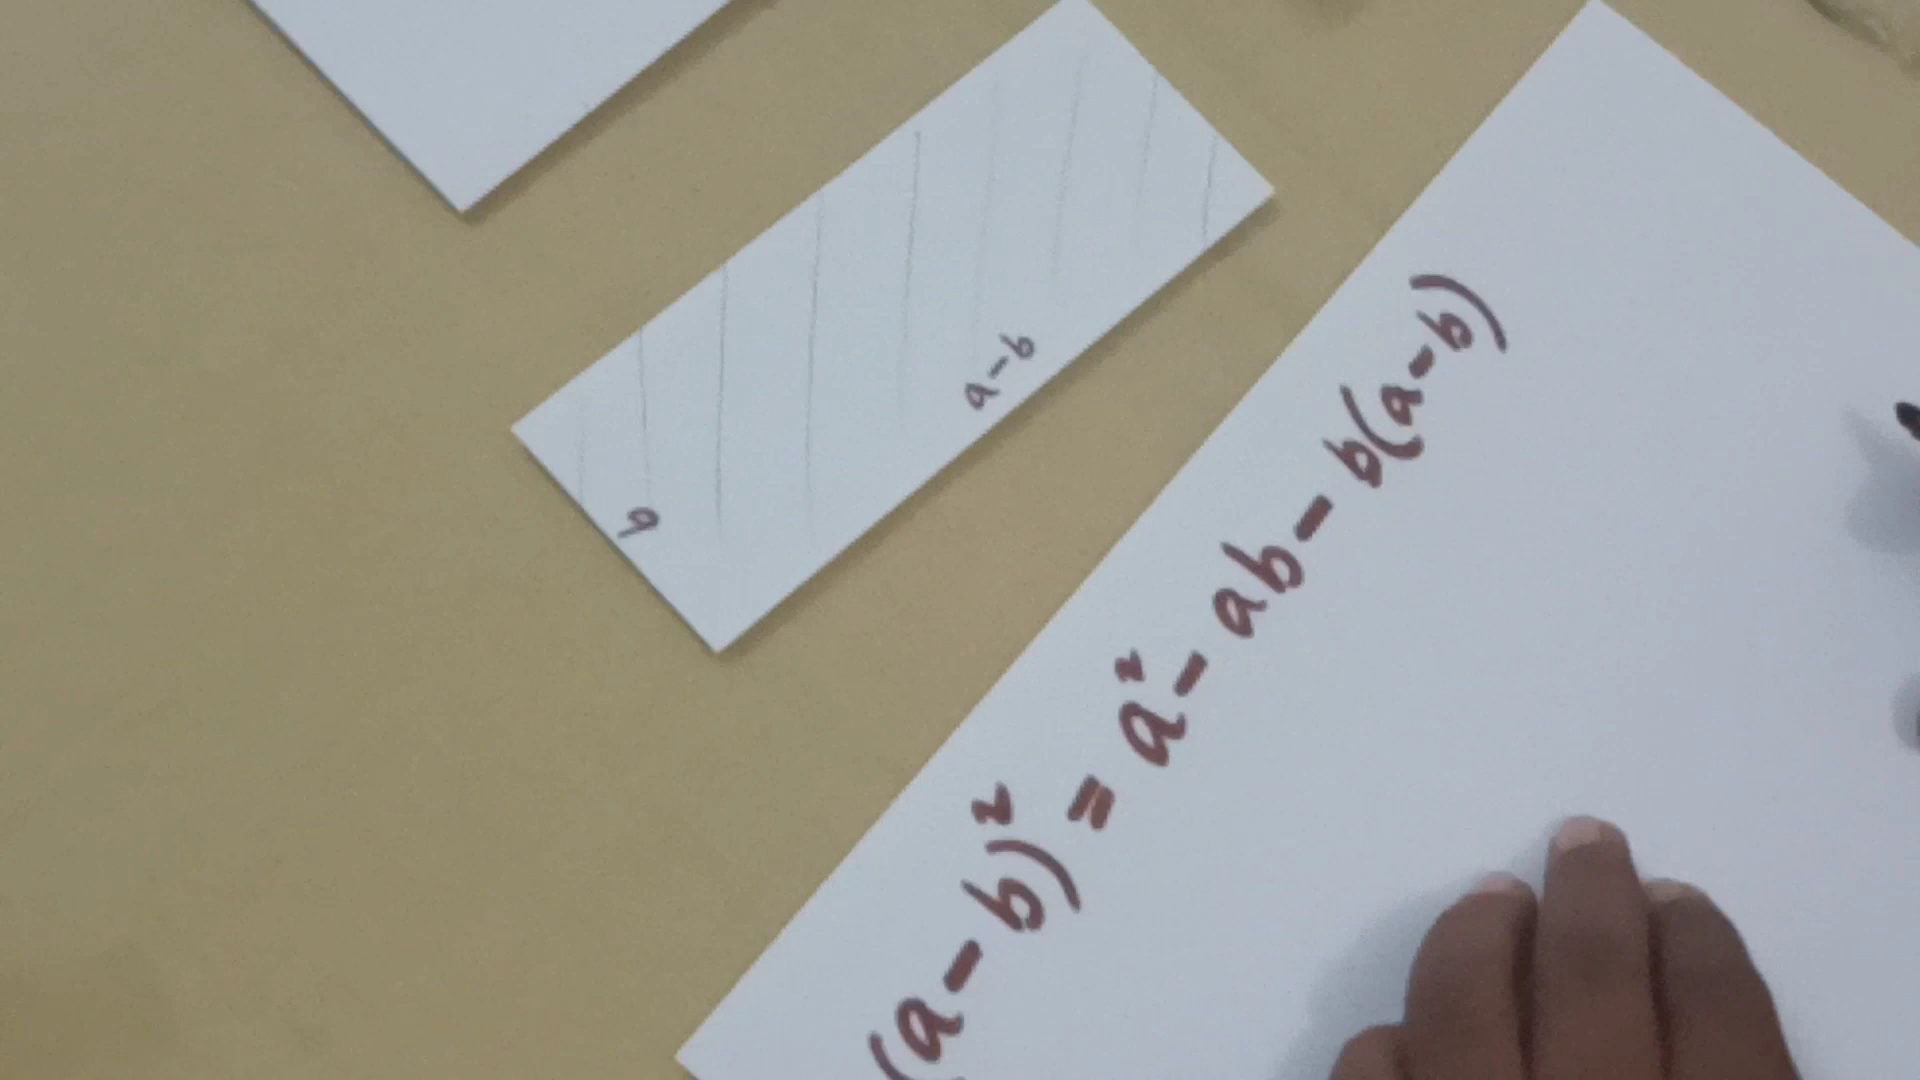 a-b
b
(a-b)² = a² - ab - b(a-b)